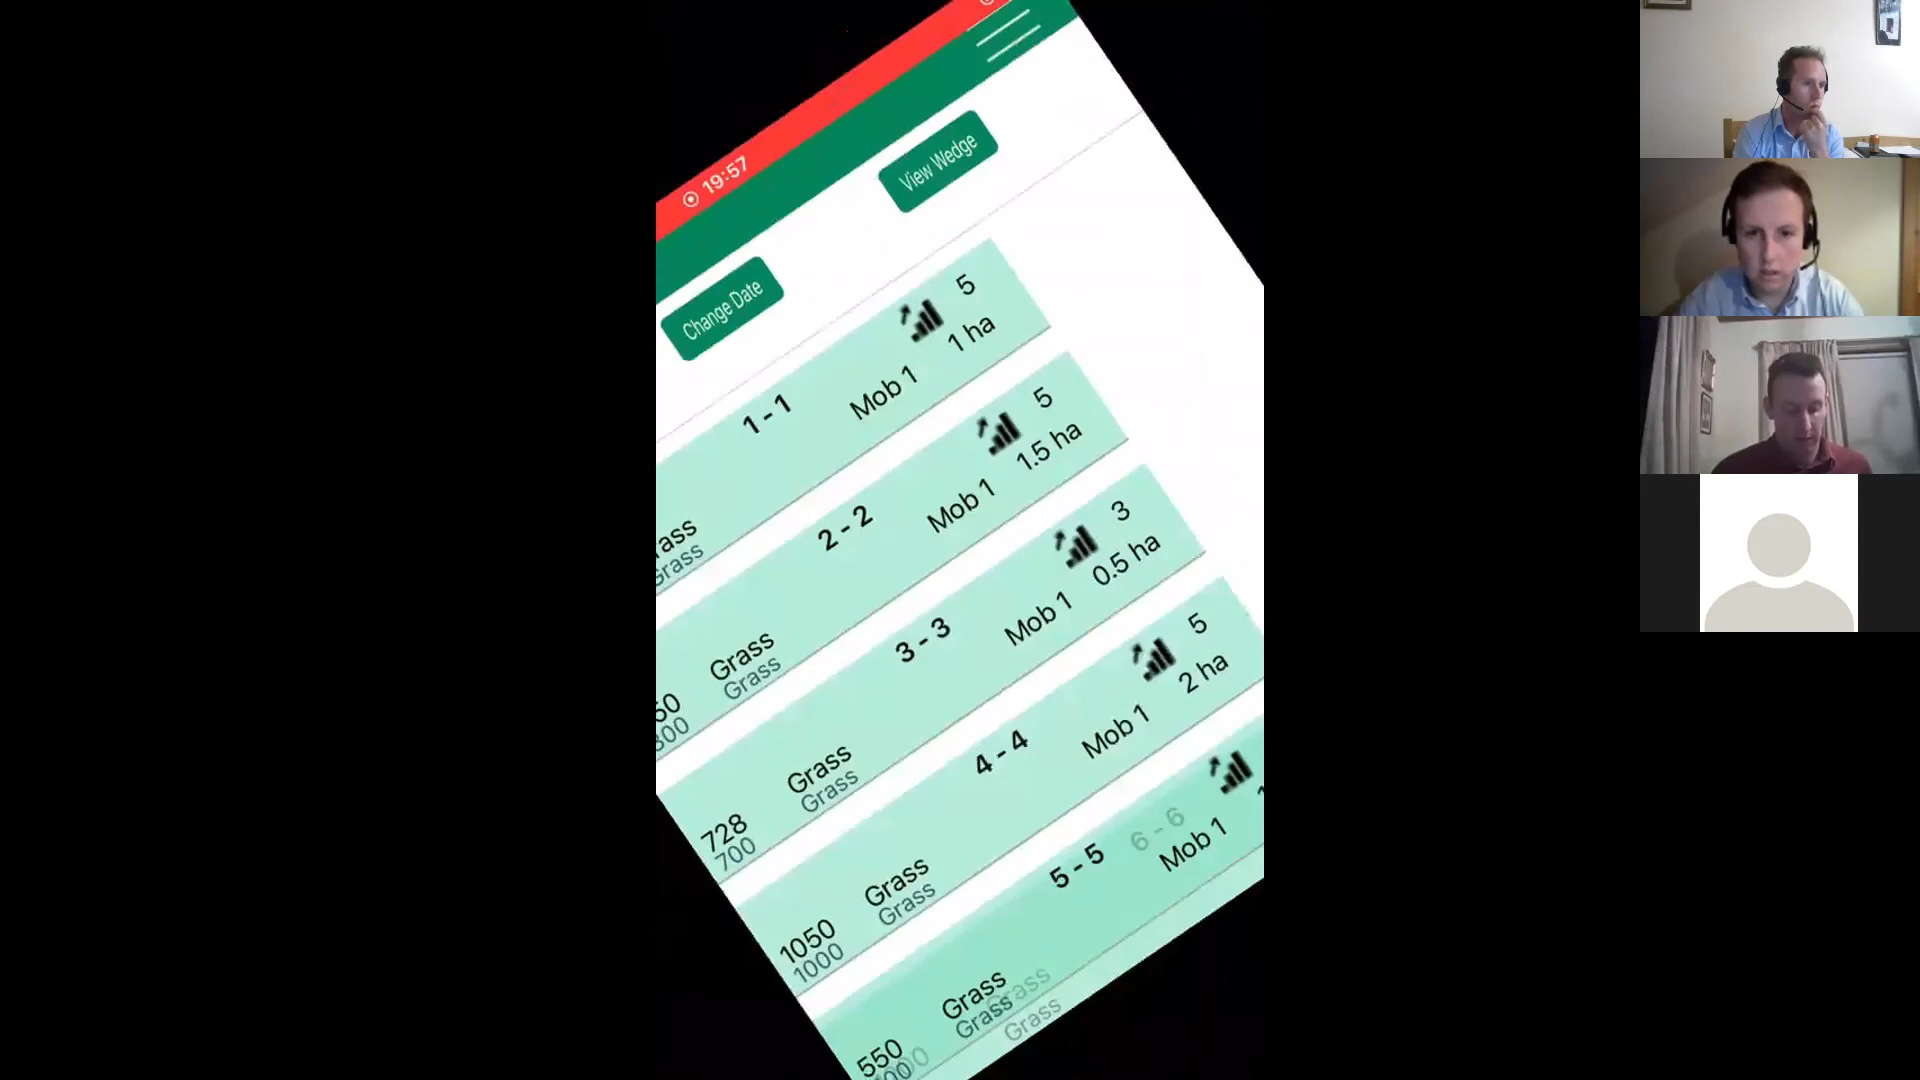 19:57
Change Date
View Wedge
1 - 1
5
Mob 1
1 ha
Grass
2 - 2
5
Mob 1
1.5 ha
Grass
Grass
3 - 3
3
Mob 1
0.5 ha
728
Grass
700
Grass
4 - 4
5
Mob 1
2 ha
1050
Grass
1000
Grass
5 - 5
6 - 6
Mob 1
550
Grass
Grass
Grass
Grass